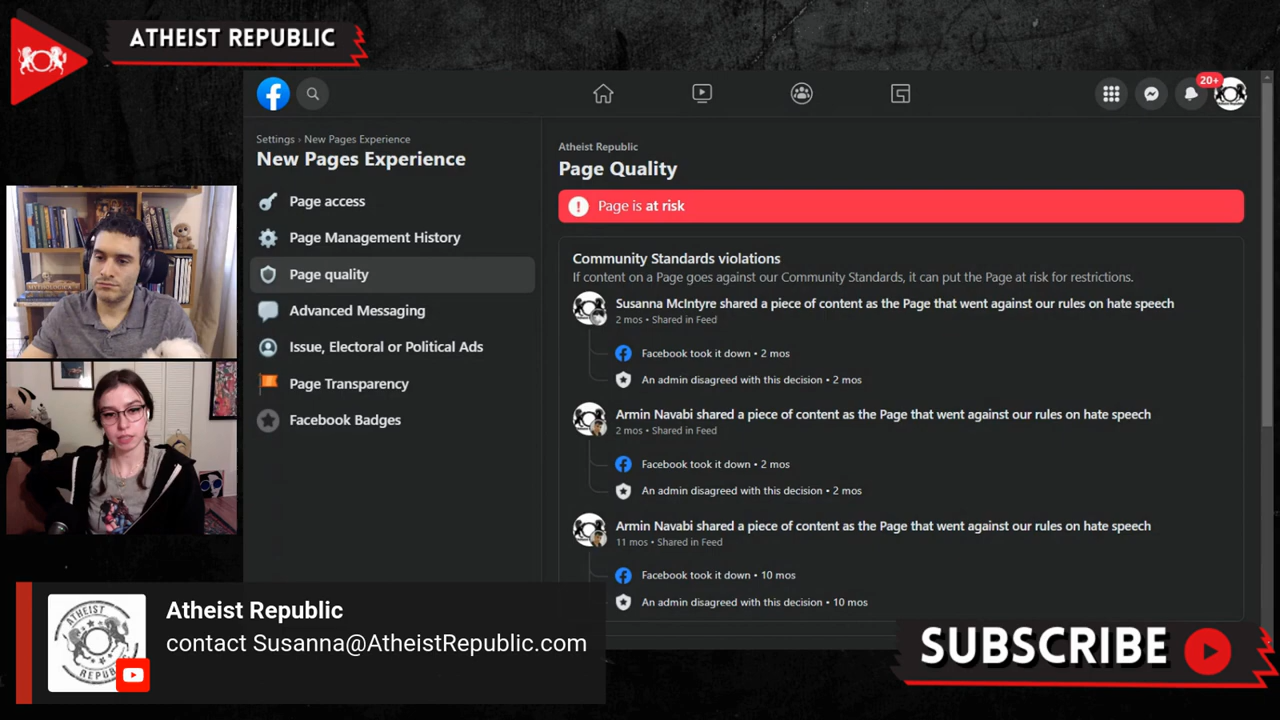 ATHEIST REPUBLIC
20+
Settings › New Pages Experience
New Pages Experience
Page access
Page Management History
Page quality
Advanced Messaging
Issue, Electoral or Political Ads
Page Transparency
Facebook Badges
Atheist Republic
Page Quality
Page is at risk
Community Standards violations
If content on a Page goes against our Community Standards, it can put the Page at risk for restrictions.
Susanna McIntyre shared a piece of content as the Page that went against our rules on hate speech
2 mos • Shared in Feed
Facebook took it down • 2 mos
An admin disagreed with this decision • 2 mos
Armin Navabi shared a piece of content as the Page that went against our rules on hate speech
2 mos • Shared in Feed
Facebook took it down • 2 mos
An admin disagreed with this decision • 2 mos
Armin Navabi shared a piece of content as the Page that went against our rules on hate speech
11 mos • Shared in Feed
Facebook took it down • 10 mos
An admin disagreed with this decision • 10 mos
ATHEIST
REPUBLIC
Atheist Republic
contact Susanna@AtheistRepublic.com
SUBSCRIBE